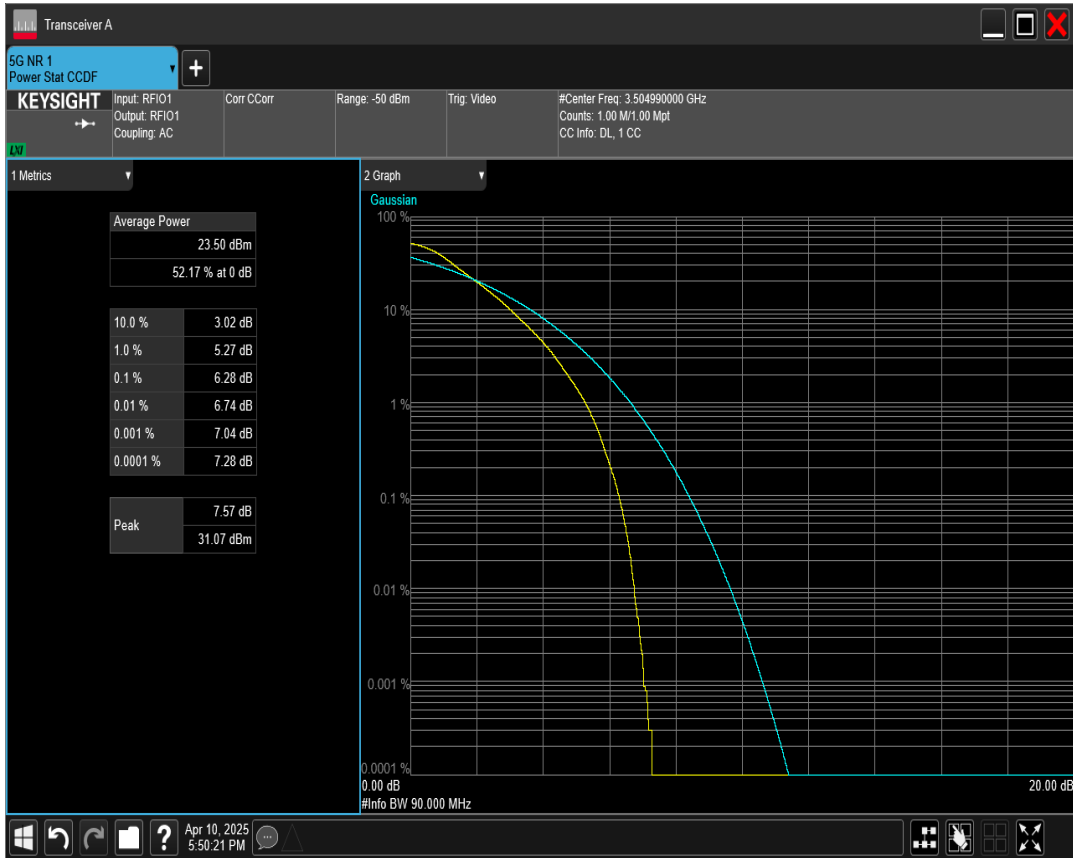 Transceiver A
5G NR 1
Power Stat CCDF
+
KEYSIGHT
LXI
Input: RFIO1
Output: RFIO1
Coupling: AC
Corr CCorr
Range: -50 dBm
Trig: Video
#Center Freq: 3.504990000 GHz
Counts: 1.00 M/1.00 Mpt
CC Info: DL, 1 CC
1 Metrics
Average Power
23.50 dBm
52.17 % at 0 dB
10.0 % 3.02 dB
1.0 % 5.27 dB
0.1 % 6.28 dB
0.01 % 6.74 dB
0.001 % 7.04 dB
0.0001 % 7.28 dB
Peak
7.57 dB
31.07 dBm
2 Graph
Gaussian
100 %
10 %
1 %
0.1 %
0.01 %
0.001 %
0.0001 %
0.00 dB 20.00 dB
#Info BW 90.000 MHz
? Apr 10, 2025
5:50:21 PM